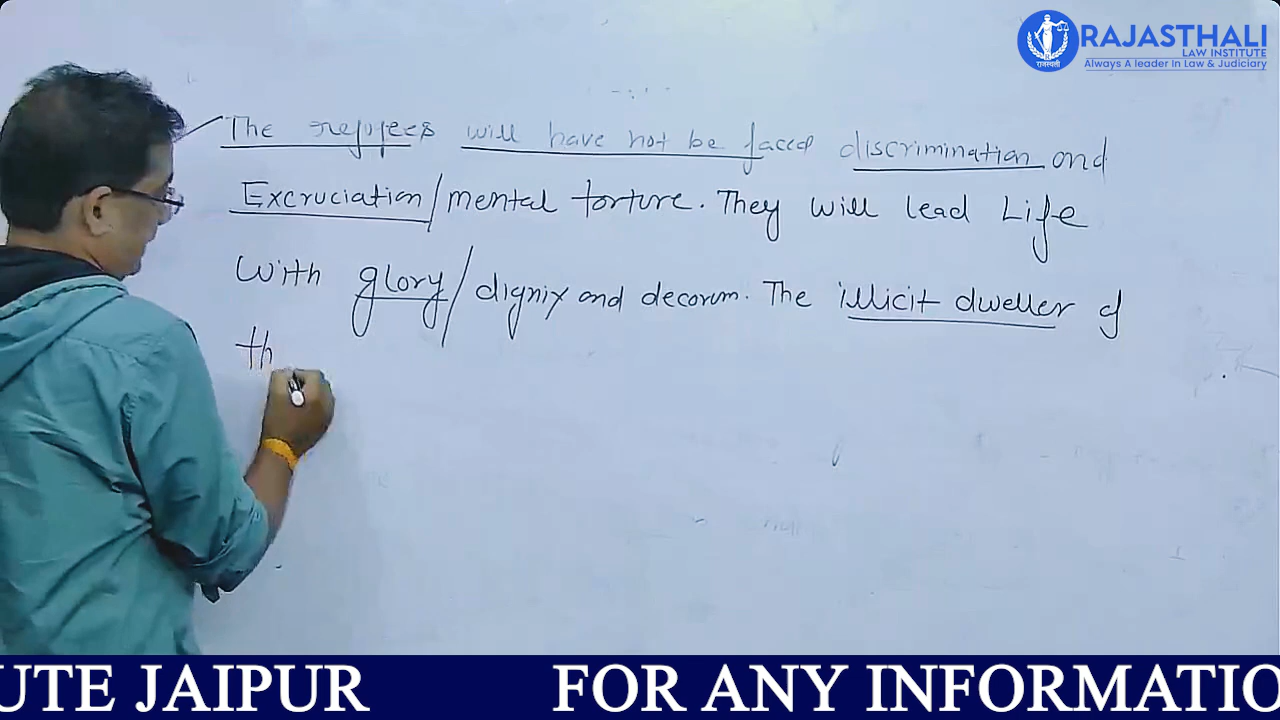 RAJASTHALI
LAW INSTITUTE
Always A leader In Law & Judiciary
राजस्थली
The refugees will have not be faced discrimination and
Excruciation/mental torture. They will lead Life
with glory/dignix and decorum. The illicit dweller of
th
UTE JAIPUR FOR ANY INFORMATIO